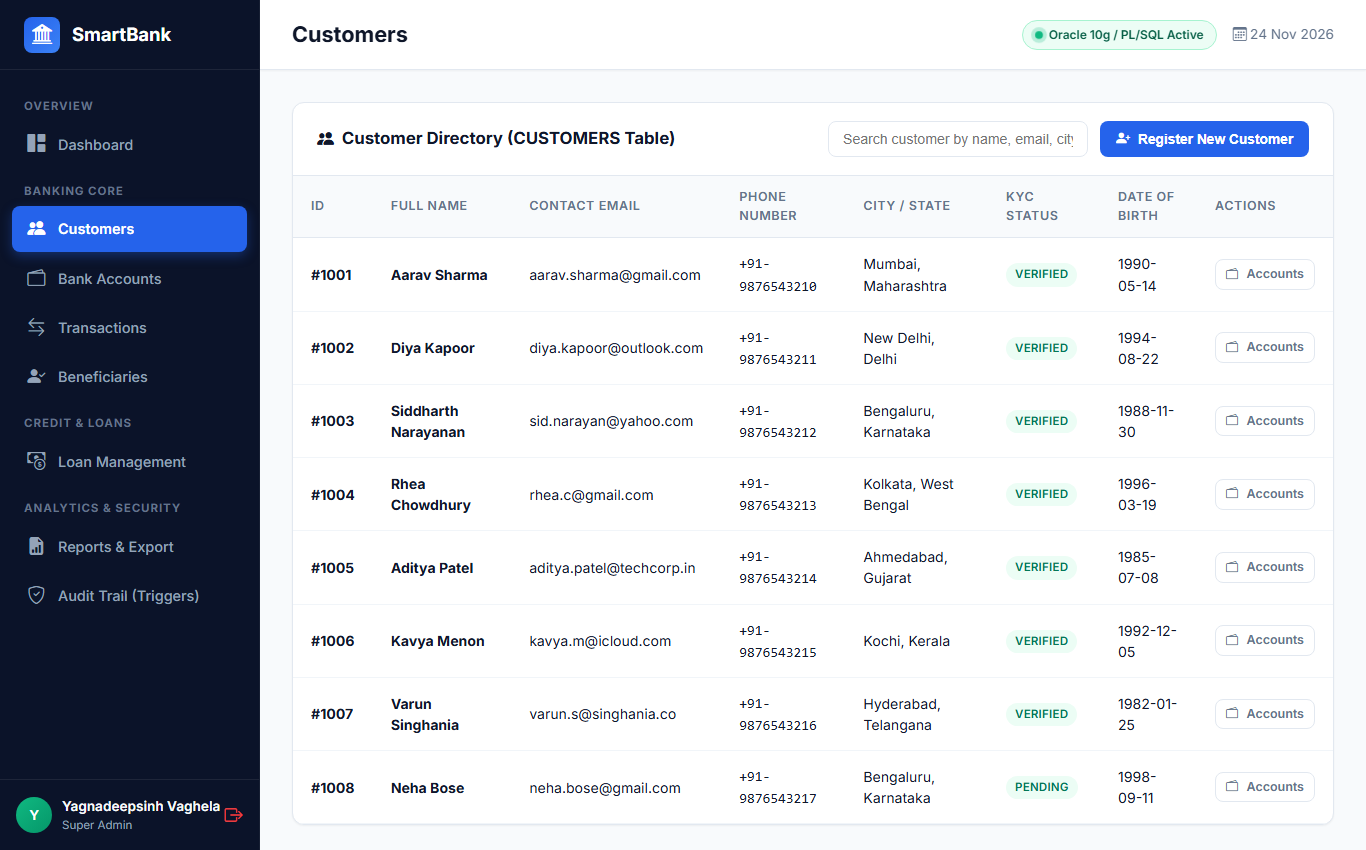 SmartBank
Customers
Oracle 10g / PL/SQL Active
24 Nov 2026
OVERVIEW
Dashboard
BANKING CORE
Customers
Bank Accounts
Transactions
Beneficiaries
CREDIT & LOANS
Loan Management
ANALYTICS & SECURITY
Reports & Export
Audit Trail (Triggers)
Y
Yagnadeepsinh Vaghela
Super Admin
Customer Directory (CUSTOMERS Table)
Search customer by name, email, city
Register New Customer
ID FULL NAME CONTACT EMAIL PHONE NUMBER CITY / STATE KYC STATUS DATE OF BIRTH ACTIONS
#1001 Aarav Sharma aarav.sharma@gmail.com +91-9876543210 Mumbai, Maharashtra VERIFIED 1990-05-14 Accounts
#1002 Diya Kapoor diya.kapoor@outlook.com +91-9876543211 New Delhi, Delhi VERIFIED 1994-08-22 Accounts
#1003 Siddharth Narayanan sid.narayan@yahoo.com +91-9876543212 Bengaluru, Karnataka VERIFIED 1988-11-30 Accounts
#1004 Rhea Chowdhury rhea.c@gmail.com +91-9876543213 Kolkata, West Bengal VERIFIED 1996-03-19 Accounts
#1005 Aditya Patel aditya.patel@techcorp.in +91-9876543214 Ahmedabad, Gujarat VERIFIED 1985-07-08 Accounts
#1006 Kavya Menon kavya.m@icloud.com +91-9876543215 Kochi, Kerala VERIFIED 1992-12-05 Accounts
#1007 Varun Singhania varun.s@singhania.co +91-9876543216 Hyderabad, Telangana VERIFIED 1982-01-25 Accounts
#1008 Neha Bose neha.bose@gmail.com +91-9876543217 Bengaluru, Karnataka PENDING 1998-09-11 Accounts